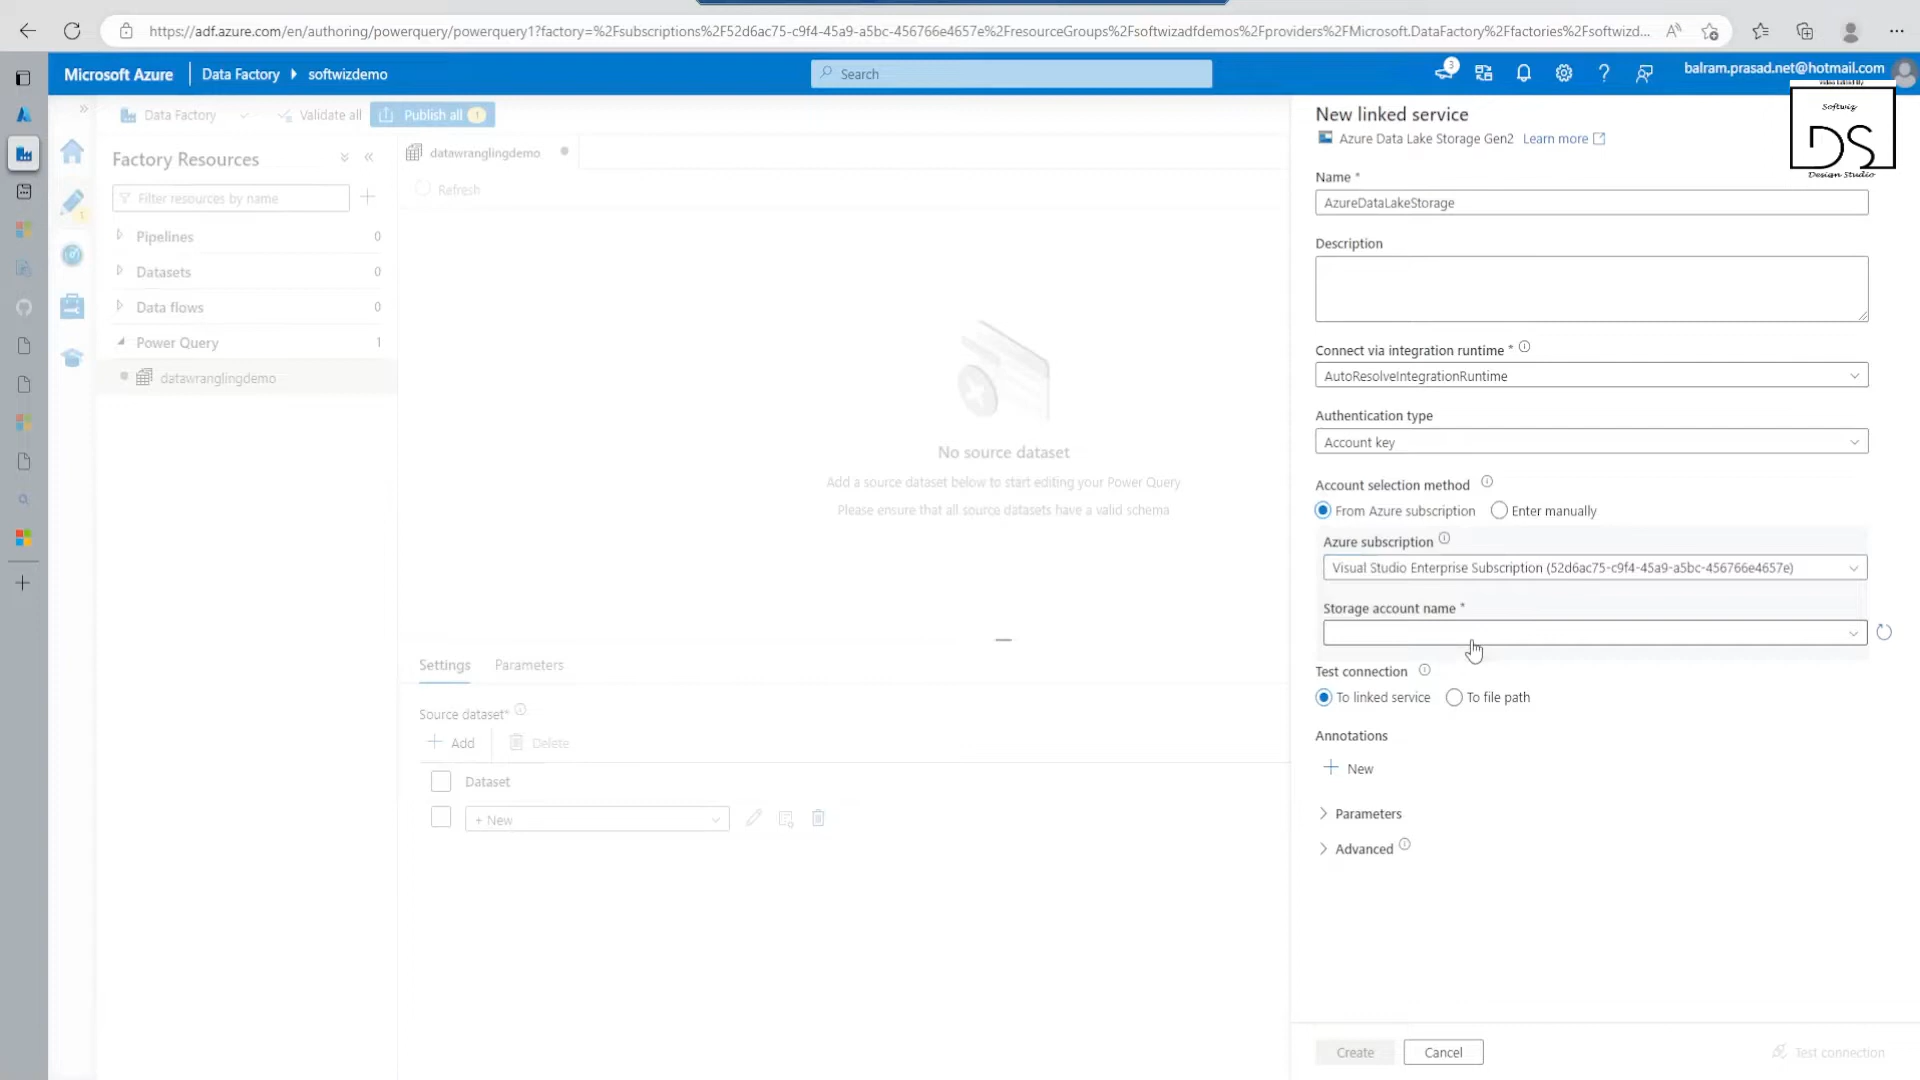 https://adf.azure.com/en/authoring/powerquery/powerquery1?factory=%2Fsubscriptions%2F52d6ac75-c9f4-45a9-a5bc-456766e4657e%2FresourceGroups%2Fsoftwizadfdemos%2Fproviders%2FMicrosoft.DataFactory%2Ffactories%2Fsoftwizd...
Microsoft Azure
Data Factory
softwizdemo
Search
3
balram.prasad.net@hotmail.com
Softwiz
DS
Design Studio
Data Factory
Validate all
Publish all
1
Factory Resources
Filter resources by name
Pipelines
0
Datasets
0
Data flows
0
Power Query
1
datawranglingdemo
datawranglingdemo
Refresh
No source dataset
Add a source dataset below to start editing your Power Query
Please ensure that all source datasets have a valid schema
Settings
Parameters
Source dataset*
Add
Delete
Dataset
+ New
New linked service
Azure Data Lake Storage Gen2 Learn more
Name *
AzureDataLakeStorage
Description
Connect via integration runtime *
AutoResolveIntegrationRuntime
Authentication type
Account key
Account selection method
From Azure subscription
Enter manually
Azure subscription
Visual Studio Enterprise Subscription (52d6ac75-c9f4-45a9-a5bc-456766e4657e)
Storage account name *
Test connection
To linked service
To file path
Annotations
New
Parameters
Advanced
Create
Cancel
Test connection